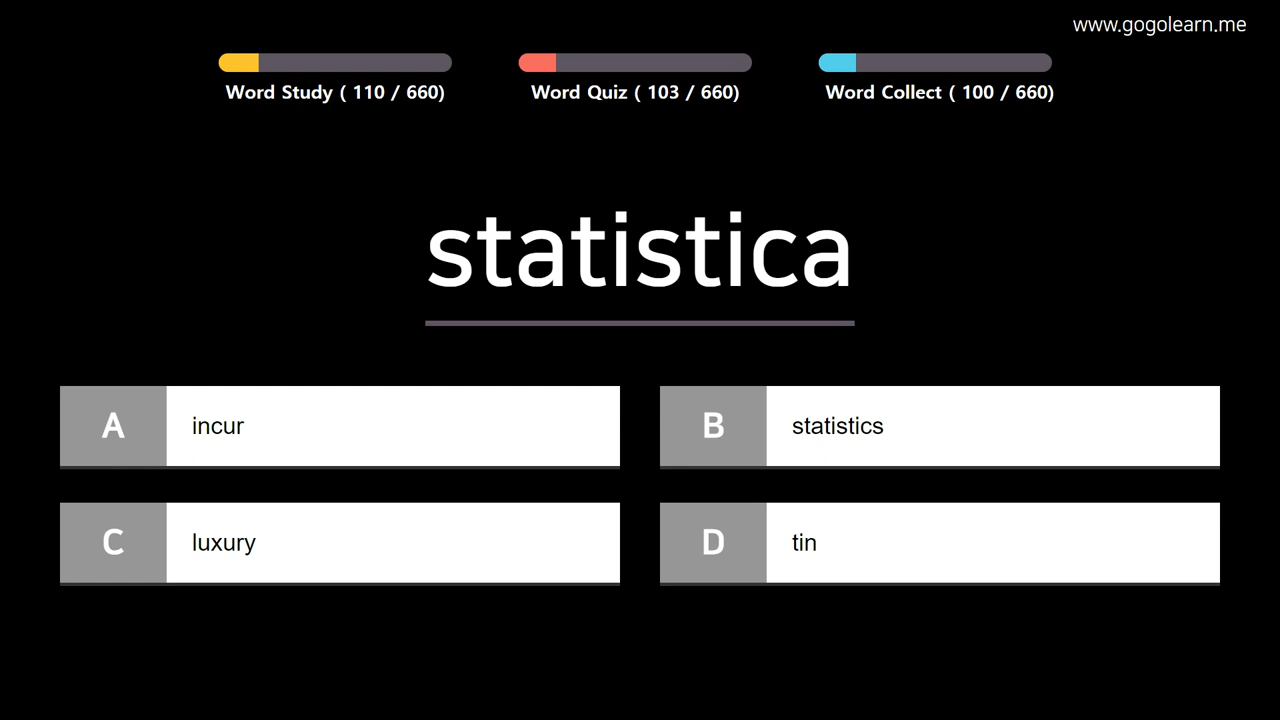 www.gogolearn.me
Word Study ( 110 / 660)
Word Quiz ( 103 / 660)
Word Collect ( 100 / 660)
statistica
A incur
B statistics
C luxury
D tin